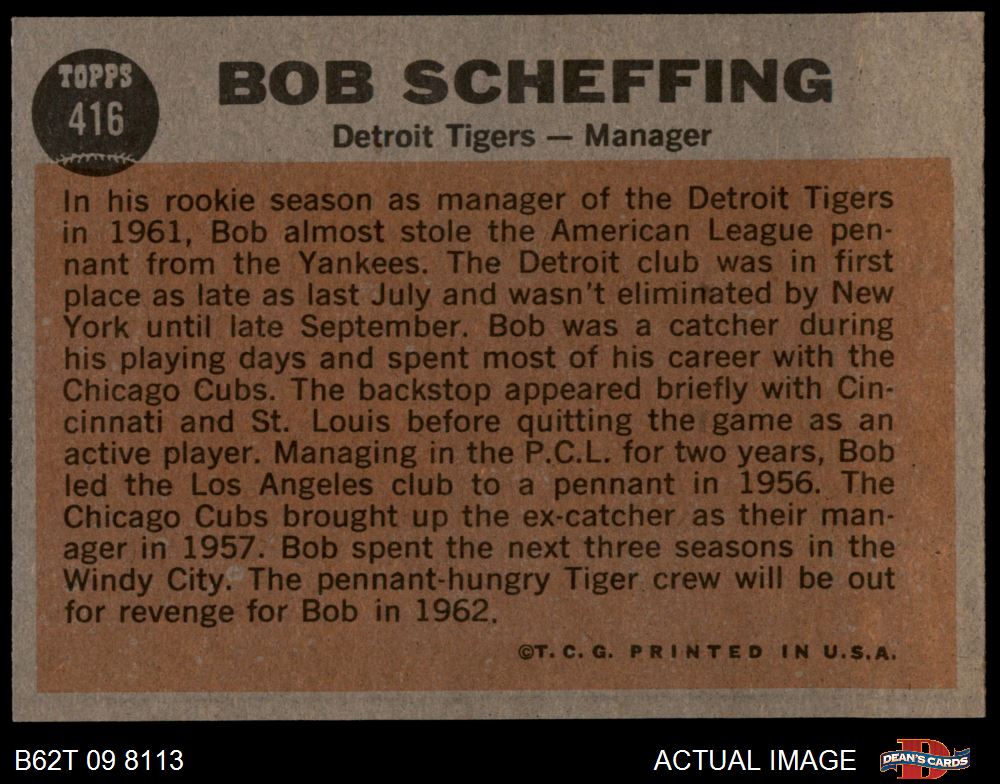 TOPPS
416
BOB SCHEFFING
Detroit Tigers — Manager
In his rookie season as manager of the Detroit Tigers
in 1961, Bob almost stole the American League pen-
nant from the Yankees. The Detroit club was in first
place as late as last July and wasn't eliminated by New
York until late September. Bob was a catcher during
his playing days and spent most of his career with the
Chicago Cubs. The backstop appeared briefly with Cin-
cinnati and St. Louis before quitting the game as an
active player. Managing in the P.C.L. for two years, Bob
led the Los Angeles club to a pennant in 1956. The
Chicago Cubs brought up the ex-catcher as their man-
ager in 1957. Bob spent the next three seasons in the
Windy City. The pennant-hungry Tiger crew will be out
for revenge for Bob in 1962.
©T. C. G. PRINTED IN U.S.A.
B62T 09 8113
ACTUAL IMAGE
D
DEAN'S CARDS